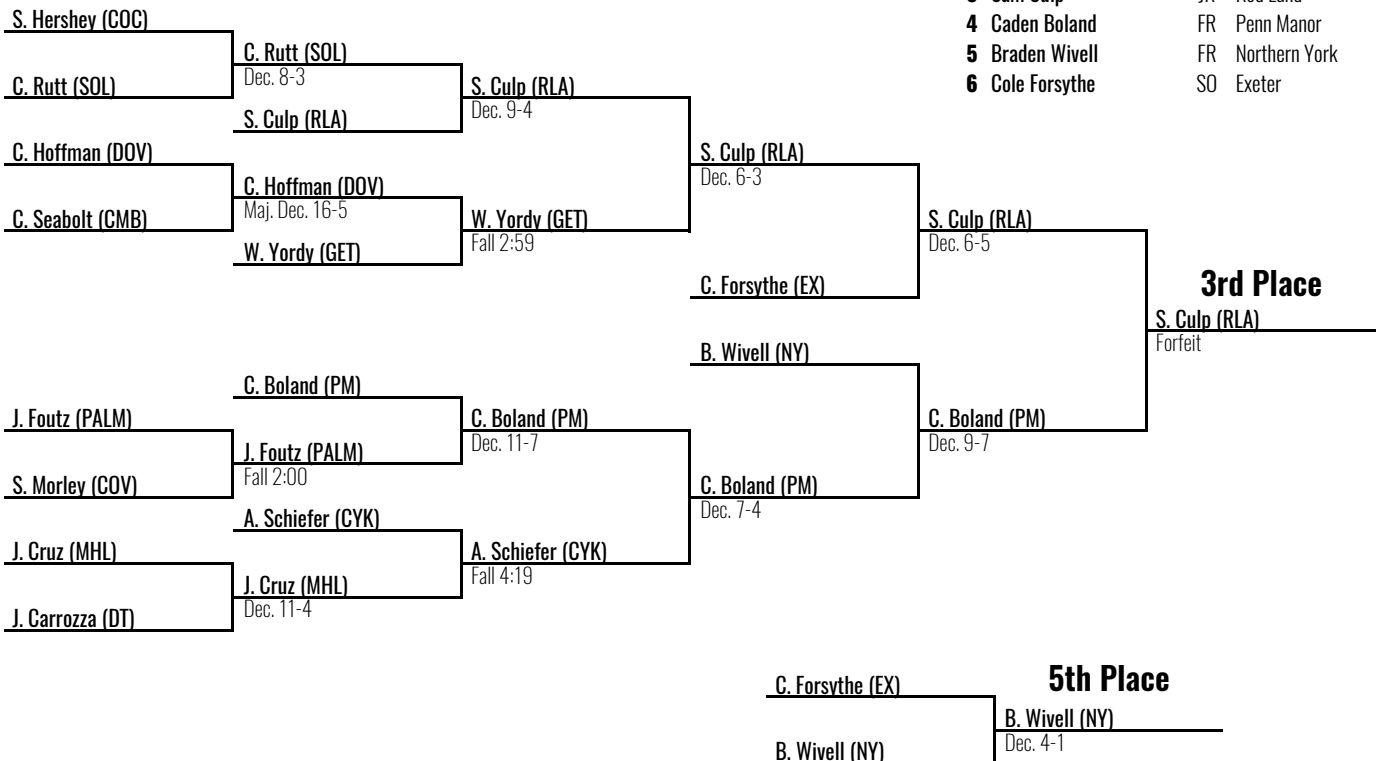 S. Hershey (COC)
C. Rutt (SOL)
C. Hoffman (DOV)
C. Seabolt (CMB)
J. Foutz (PALM)
S. Morley (COV)
J. Cruz (MHL)
J. Carrozza (DT)
C. Rutt (SOL)
Dec. 8-3
S. Culp (RLA)
C. Hoffman (DOV)
Maj. Dec. 16-5
W. Yordy (GET)
C. Boland (PM)
J. Foutz (PALM)
Fall 2:00
A. Schiefer (CYK)
J. Cruz (MHL)
Dec. 11-4
S. Culp (RLA)
Dec. 9-4
W. Yordy (GET)
Fall 2:59
C. Boland (PM)
Dec. 11-7
A. Schiefer (CYK)
Fall 4:19
S. Culp (RLA)
Dec. 6-3
C. Forsythe (EX)
B. Wivell (NY)
C. Boland (PM)
Dec. 7-4
S. Culp (RLA)
Dec. 6-5
C. Boland (PM)
Dec. 9-7
3rd Place
S. Culp (RLA)
Forfeit
4 Caden Boland FR Penn Manor
5 Braden Wivell FR Northern York
6 Cole Forsythe SO Exeter
5th Place
C. Forsythe (EX)
B. Wivell (NY)
B. Wivell (NY)
Dec. 4-1